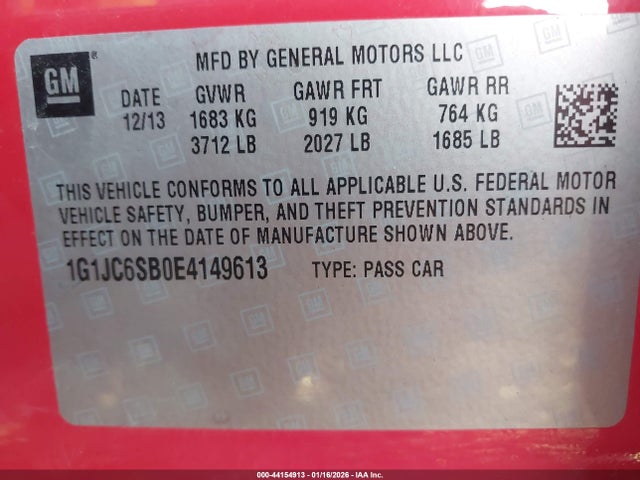 GM ®
MFD BY GENERAL MOTORS LLC
DATE GVWR GAWR FRT GAWR RR
12/13 1683 KG 919 KG 764 KG
3712 LB 2027 LB 1685 LB
THIS VEHICLE CONFORMS TO ALL APPLICABLE U.S. FEDERAL MOTOR
VEHICLE SAFETY, BUMPER, AND THEFT PREVENTION STANDARDS IN
EFFECT ON THE DATE OF MANUFACTURE SHOWN ABOVE.
1G1JC6SB0E4149613 TYPE: PASS CAR
000-44154913 | 01/16/2026 | IAA Inc.